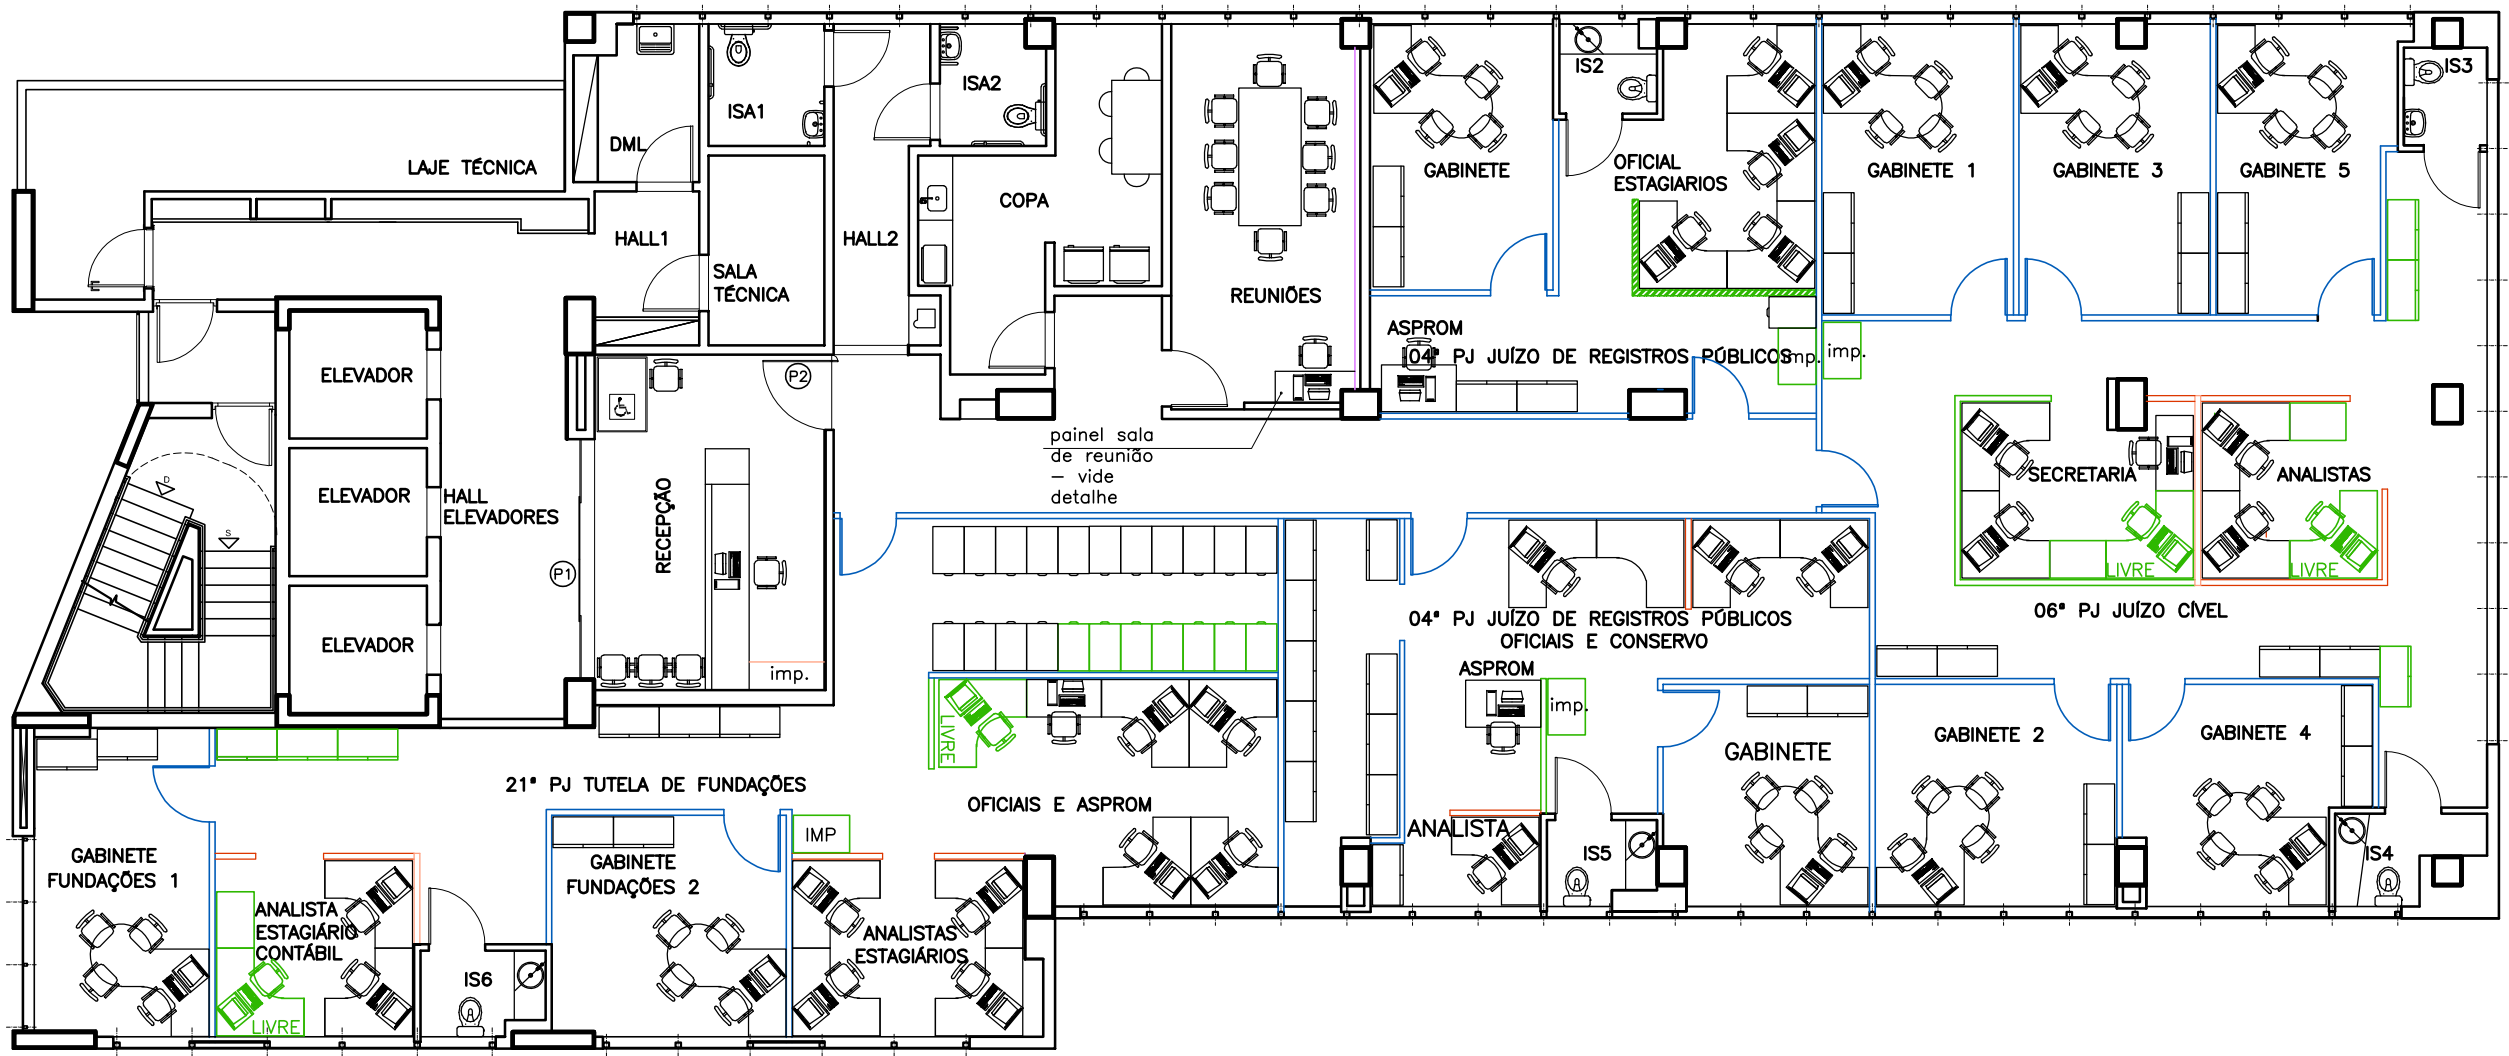 IS2
IS3
ISA2
ISA1
DML
LAJE TÉCNICA
GABINETE
OFICIAL
ESTAGIARIOS
GABINETE 1
GABINETE 3
GABINETE 5
COPA
HALL1
HALL2
SALA
TÉCNICA
REUNIÕES
ASPROM
04ª PJ JUÍZO DE REGISTROS PÚBLICOS
imp.
imp.
ELEVADOR
P2
painel sala
de reunião
– vide
detalhe
SECRETARIA
ANALISTAS
D
S
ELEVADOR
HALL
ELEVADORES
RECEPÇÃO
P1
LIVRE
LIVRE
06ª PJ JUÍZO CÍVEL
04ª PJ JUÍZO DE REGISTROS PÚBLICOS
OFICIAIS E CONSERVO
ELEVADOR
imp.
ASPROM
imp.
LIVRE
GABINETE
GABINETE 2
GABINETE 4
21ª PJ TUTELA DE FUNDAÇÕES
OFICIAIS E ASPROM
IMP
ANALISTA
GABINETE
FUNDAÇÕES 1
GABINETE
FUNDAÇÕES 2
IS5
IS4
ANALISTA
ESTAGIÁRIO
CONTÁBIL
ANALISTAS
ESTAGIÁRIOS
IS6
LIVRE